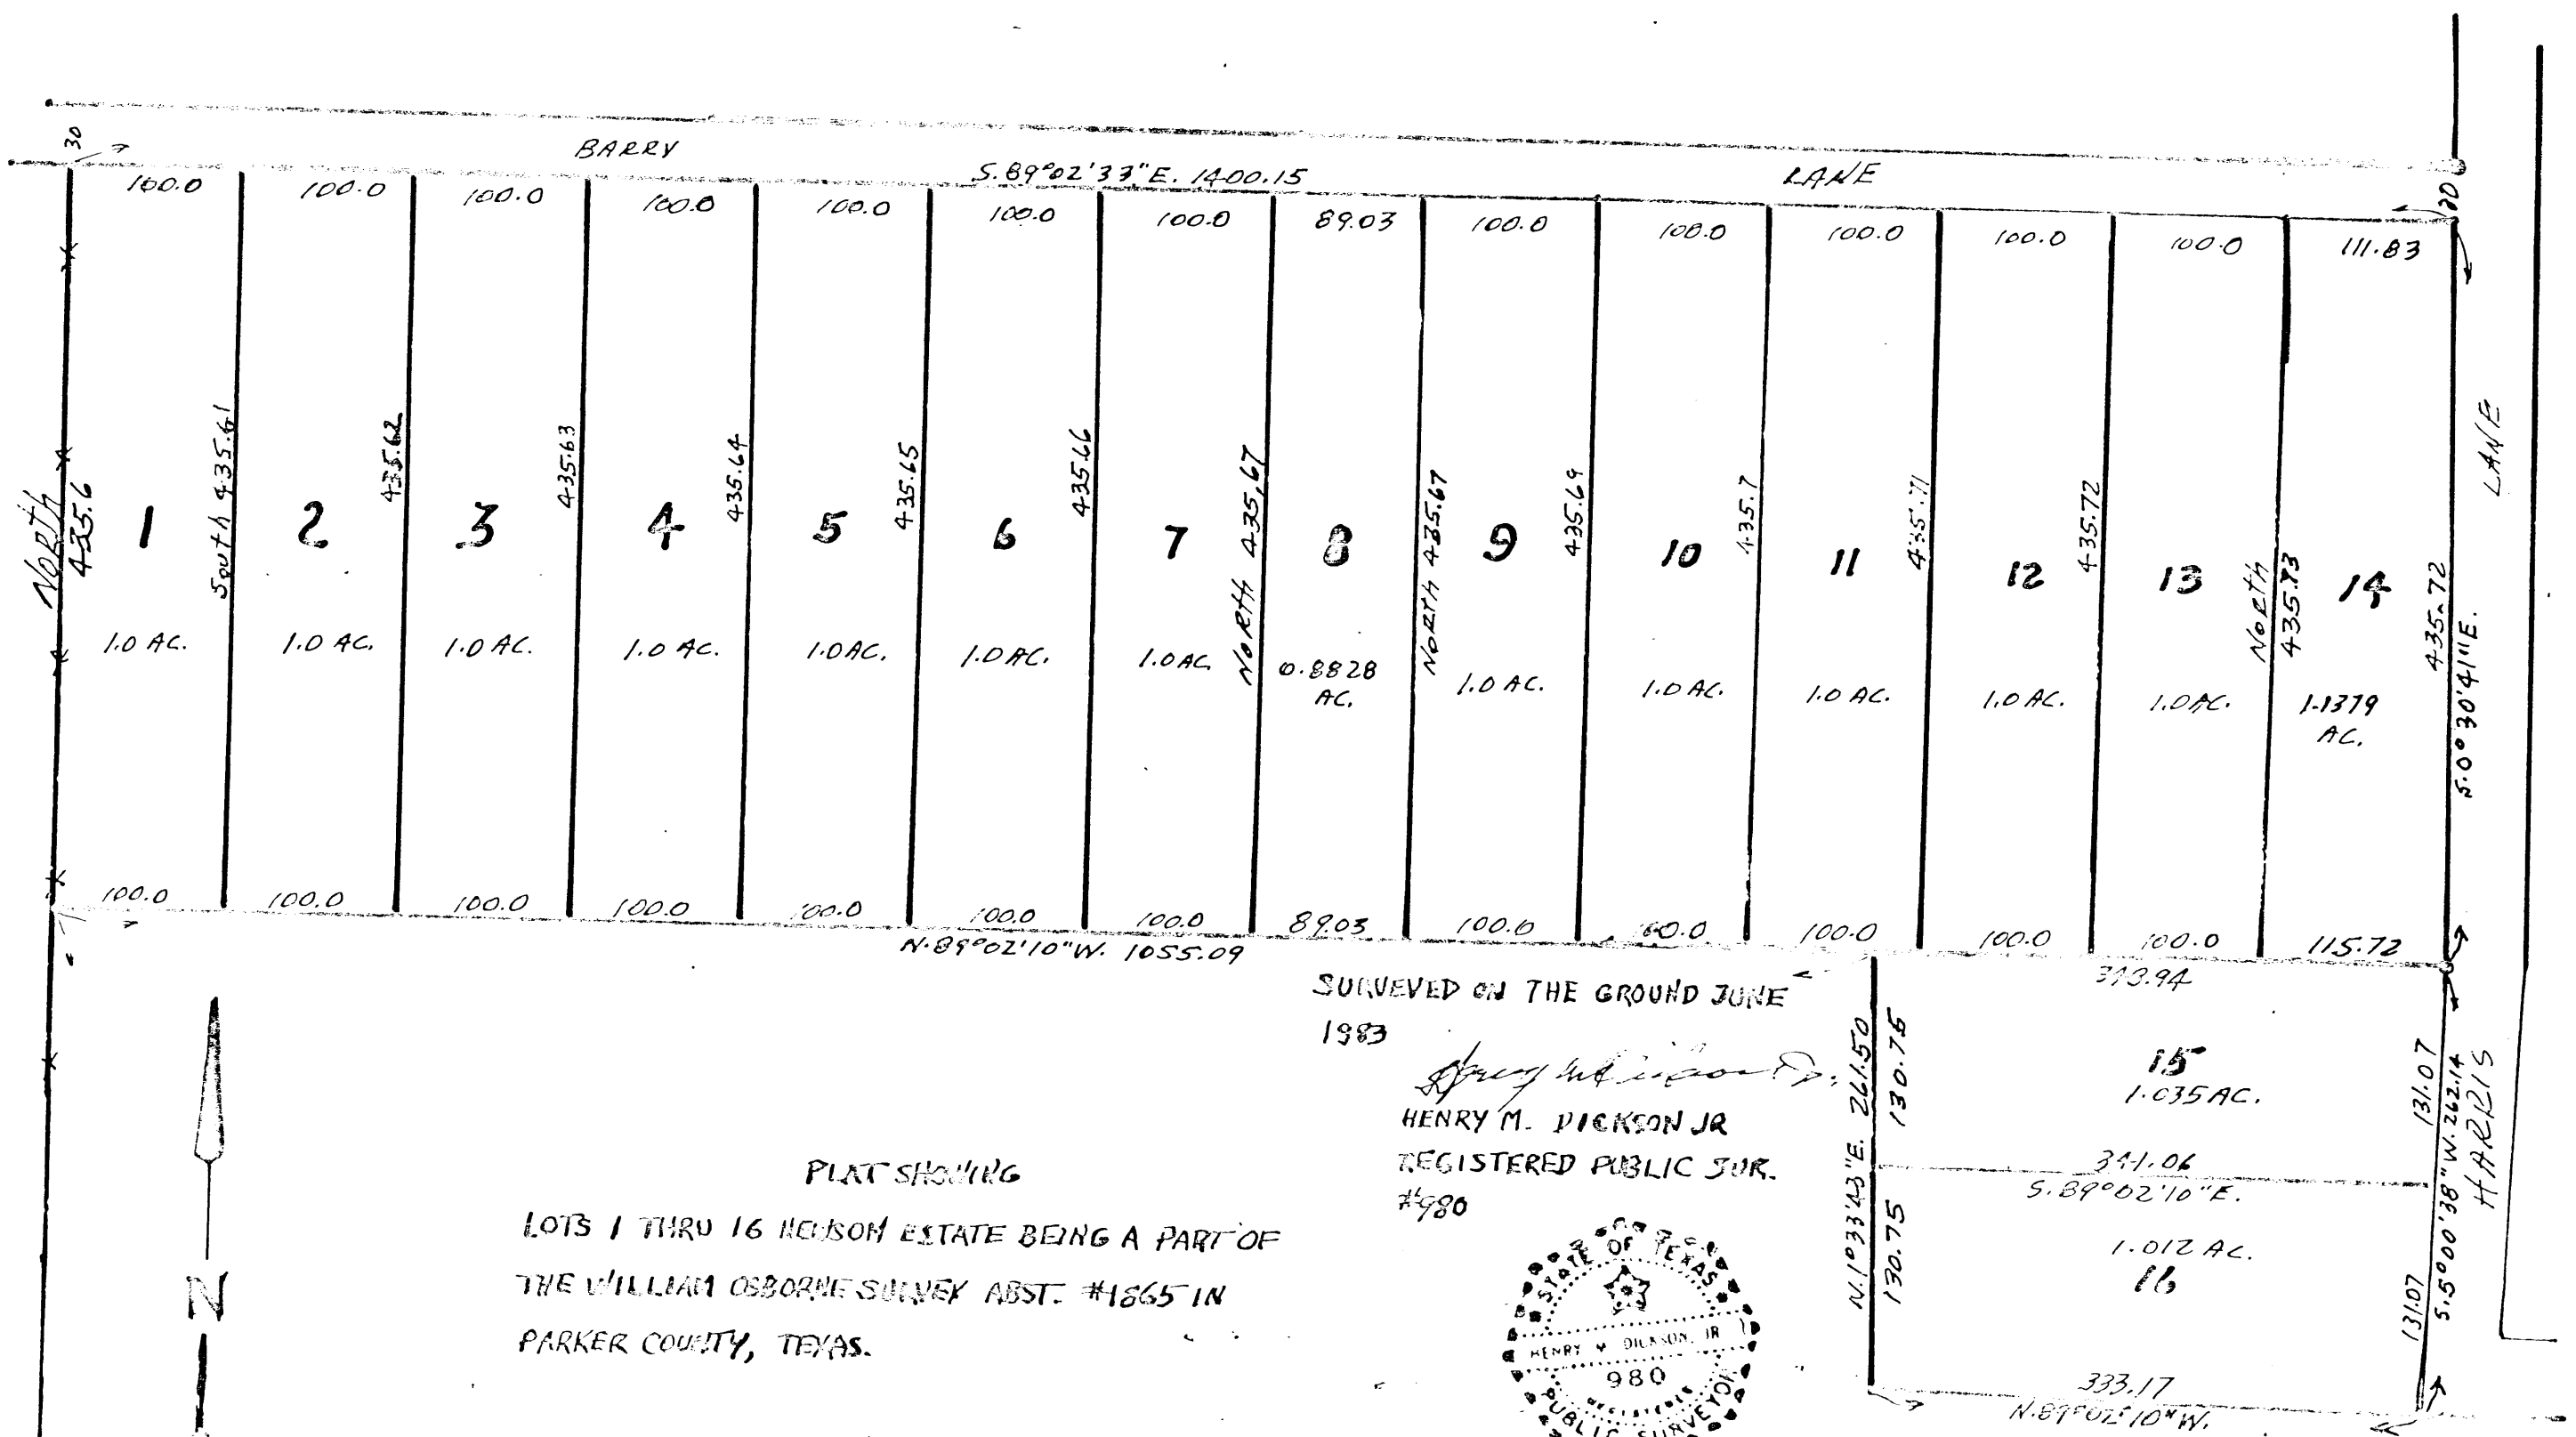 30
BARRY
LANE
S.89°02'33"E. 1400.15
30
100.0
100.0
100.0
100.0
100.0
100.0
100.0
89.03
100.0
100.0
100.0
100.0
100.0
111.83
North
435.6
1
1.0 AC.
South 435.61
2
1.0 AC.
435.62
3
1.0 AC.
435.63
4
1.0 AC.
435.64
5
1.0 AC.
435.65
6
1.0 AC.
435.66
7
1.0 AC.
North 435.67
8
0.8828
AC.
North 435.67
9
1.0 AC.
435.69
10
1.0 AC.
435.7
11
1.0 AC.
435.71
12
1.0 AC.
435.72
13
1.0 AC.
North
435.73
14
1.1379
AC.
435.72
S.0°30'41"E.
LANE
100.0
100.0
100.0
100.0
100.0
100.0
100.0
89.03
100.0
100.0
100.0
100.0
100.0
115.72
N.89°02'10"W. 1055.09
SURVEYED ON THE GROUND JUNE
1983
HENRY M. DICKSON JR
REGISTERED PUBLIC SUR.
#980
STATE OF TEXAS
HENRY M. DICKSON, JR
980
REGISTERED
PUBLIC SURVEYOR
PLAT SHOWING
LOTS 1 THRU 16 ESTATE BEING A PART OF
THE WILLIAM OSBORNE SURVEY ABST. #1865 IN
PARKER COUNTY, TEXAS.
N
N.1°33'43"E. 261.50
130.75
130.75
15
1.035 AC.
341.06
S.89°02'10"E.
1.012 AC.
16
333.17
N.89°02'10"W.
131.07
131.07
S.5°00'38"W. 262.14
HARRIS